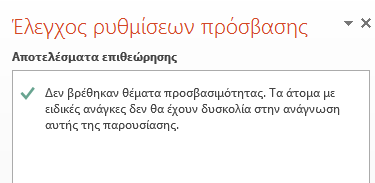 Έλεγχος ρυθμίσεων πρόσβασης
Αποτελέσματα επιθεώρησης
Δεν βρέθηκαν θέματα προσβασιμότητας. Τα άτομα με
ειδικές ανάγκες δεν θα έχουν δυσκολία στην ανάγνωση
αυτής της παρουσίασης.